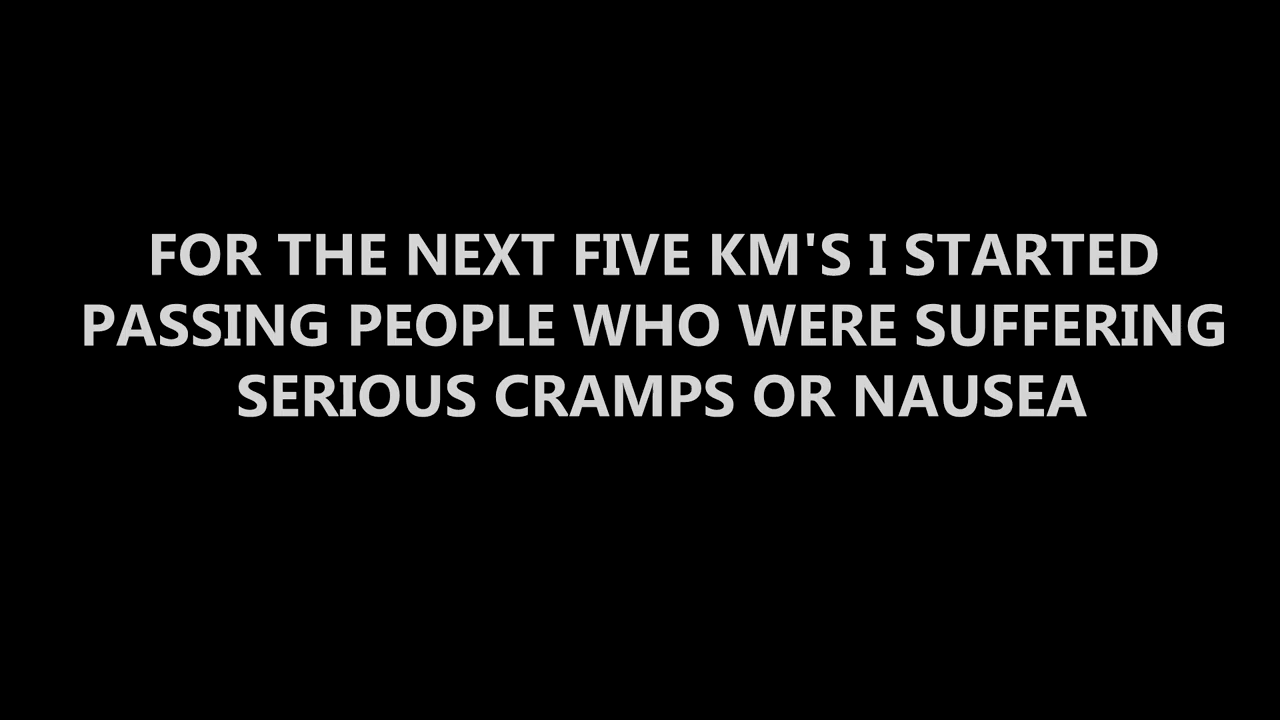 FOR THE NEXT FIVE KM'S I STARTED
PASSING PEOPLE WHO WERE SUFFERING
SERIOUS CRAMPS OR NAUSEA